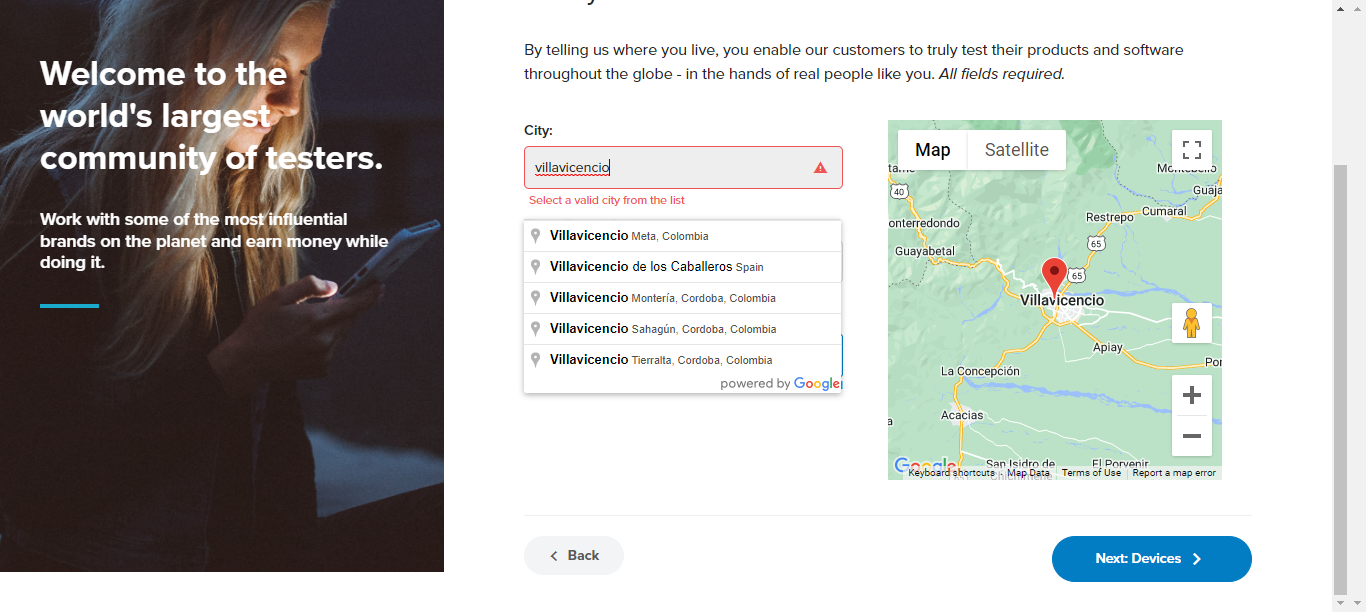 Welcome to the
world's largest
community of testers.
Work with some of the most influential
brands on the planet and earn money while
doing it.
By telling us where you live, you enable our customers to truly test their products and software
throughout the globe - in the hands of real people like you. All fields required.
City:
villavicencio
Select a valid city from the list
Villavicencio Meta, Colombia
Villavicencio de los Caballeros Spain
Villavicencio Montería, Cordoba, Colombia
Villavicencio Sahagún, Cordoba, Colombia
Villavicencio Tierralta, Cordoba, Colombia
powered by Google
Map Satellite
40
Restrepo
Cumaral
Guayabetal
65
65
Villavicencio
Apiay
La Concepción
Acacias
San Isidro de
El Porvenir
Google
Keyboard shortcuts
Map Data
Terms of Use
Report a map error
Back
Next: Devices